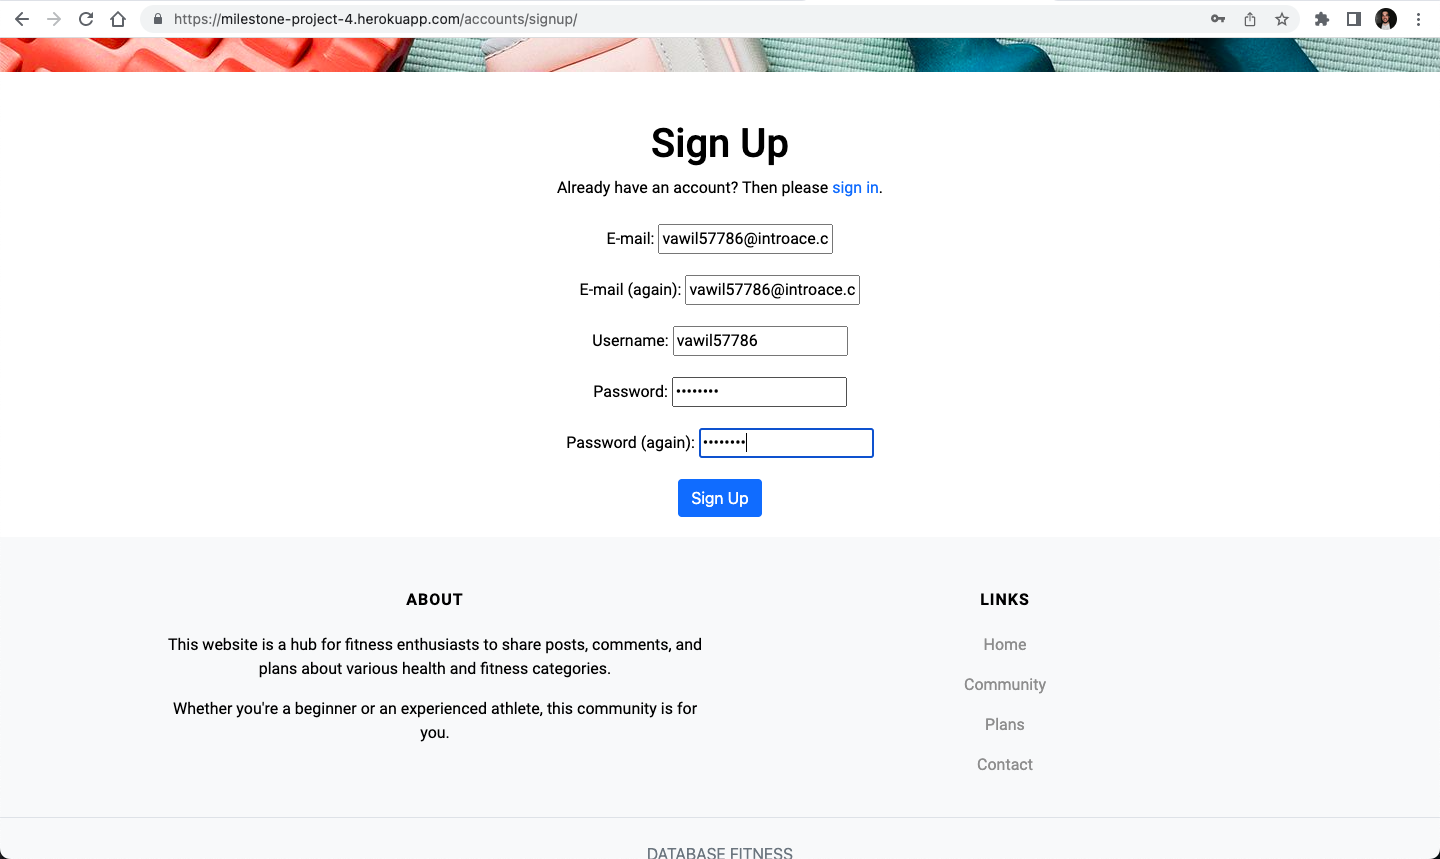 https://milestone-project-4.herokuapp.com/accounts/signup/
Sign Up
Already have an account? Then please sign in.
E-mail: vawil57786@introace.c
E-mail (again): vawil57786@introace.c
Username: vawil57786
Password: ••••••••
Password (again): ••••••••
Sign Up
ABOUT
This website is a hub for fitness enthusiasts to share posts, comments, and
plans about various health and fitness categories.
Whether you're a beginner or an experienced athlete, this community is for
you.
LINKS
Home
Community
Plans
Contact
DATABASE FITNESS